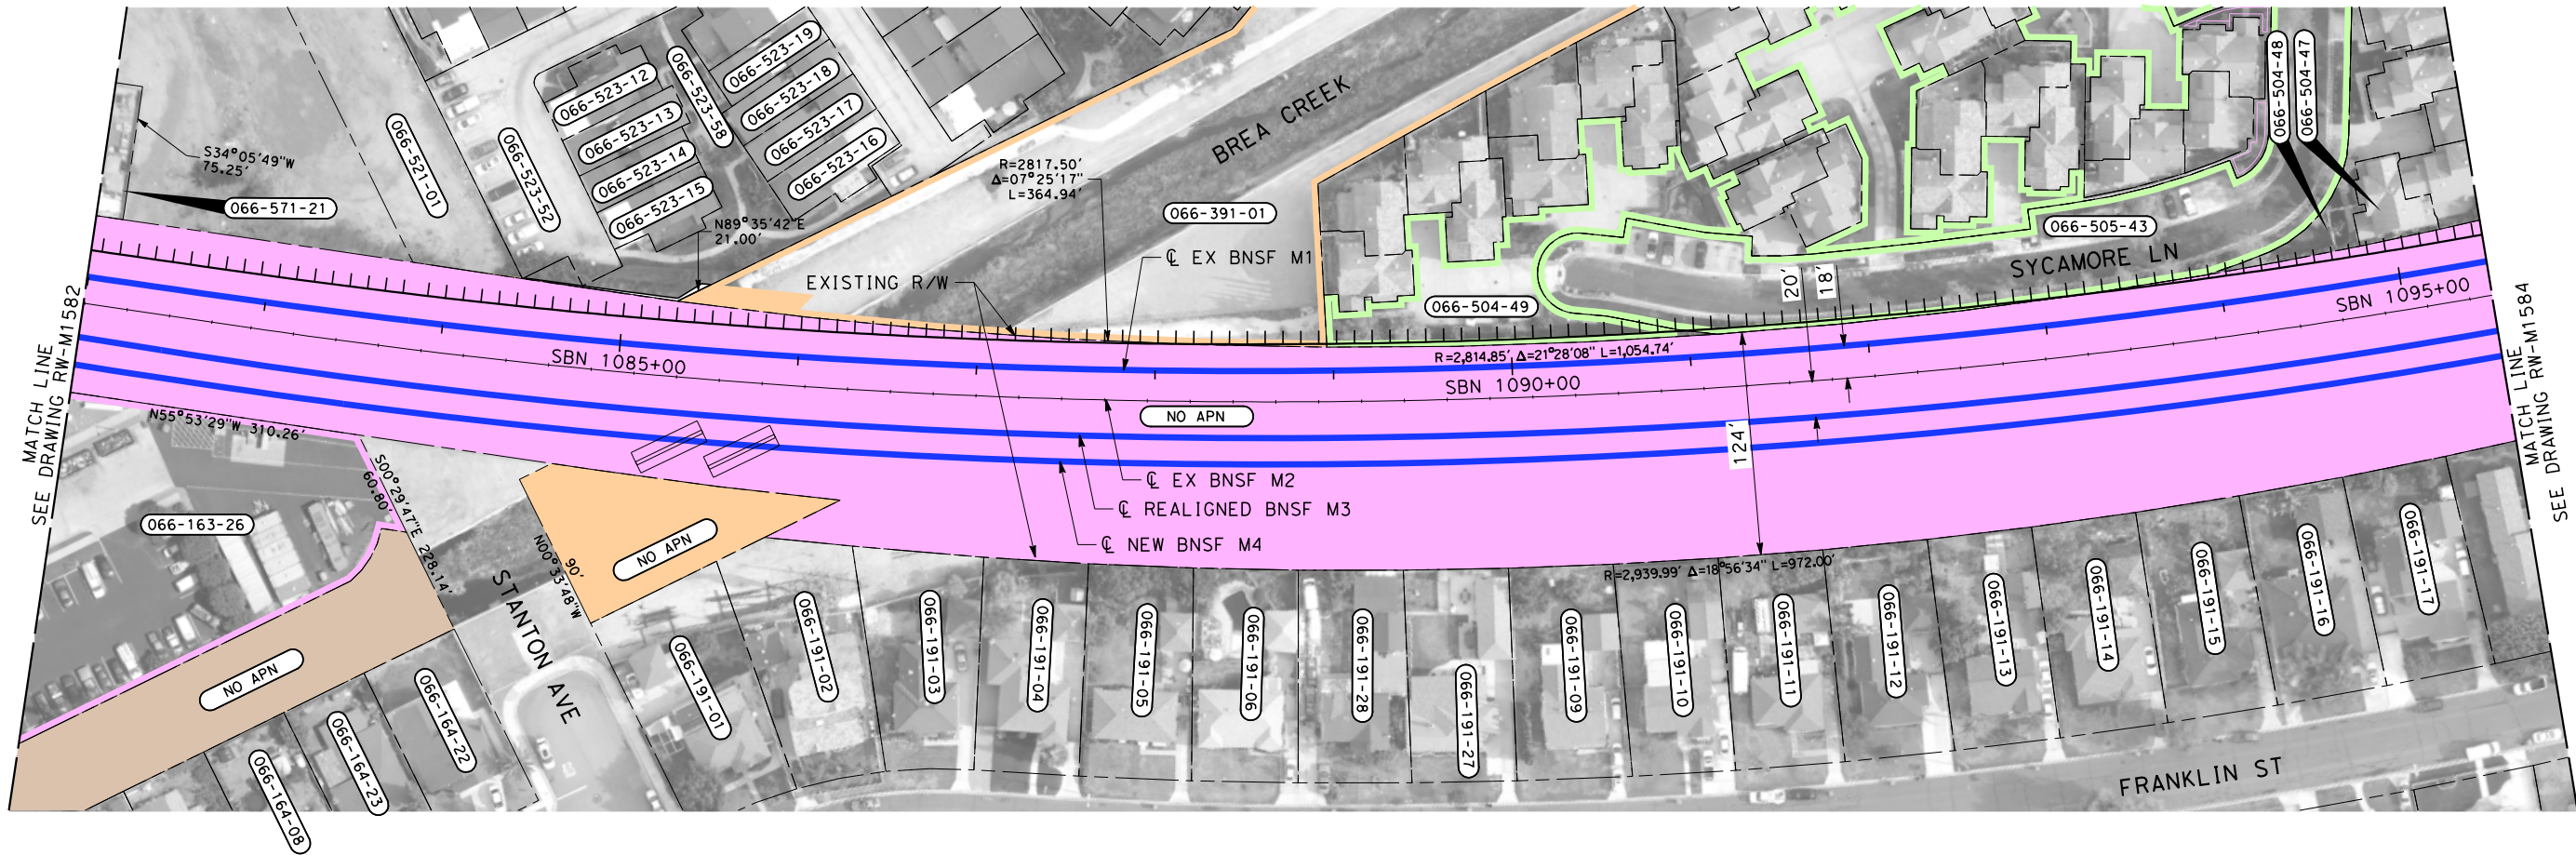 066-523-12
066-523-13
066-523-14
066-523-15
066-523-58
066-523-19
066-523-18
066-523-17
066-523-16
066-521-01
066-523-52
S34°05'49"W
75.25'
066-571-21
N89°35'42"E
21.00'
R=2817.50'
Δ=07°25'17"
L=364.94'
BREA CREEK
066-391-01
℄ EX BNSF M1
EXISTING R/W
066-504-49
066-504-48
066-504-47
066-505-43
SYCAMORE LN
20'
18'
MATCH LINE
SEE DRAWING RW-M1582
SBN 1085+00
R=2,814.85' Δ=21°28'08" L=1,054.74'
SBN 1090+00
SBN 1095+00
MATCH LINE
SEE DRAWING RW-M1584
NO APN
124'
℄ EX BNSF M2
℄ REALIGNED BNSF M3
℄ NEW BNSF M4
N55°53'29"W 310.26'
S00°29'47"E 228.14'
60.80'
066-163-26
NO APN
90'
N00°33'48"W
STANTON AVE
R=2,939.99' Δ=18°56'34" L=972.00'
NO APN
066-164-08
066-164-23
066-164-22
066-191-01
066-191-02
066-191-03
066-191-04
066-191-05
066-191-06
066-191-28
066-191-27
066-191-09
066-191-10
066-191-11
066-191-12
066-191-13
066-191-14
066-191-15
066-191-16
066-191-17
FRANKLIN ST